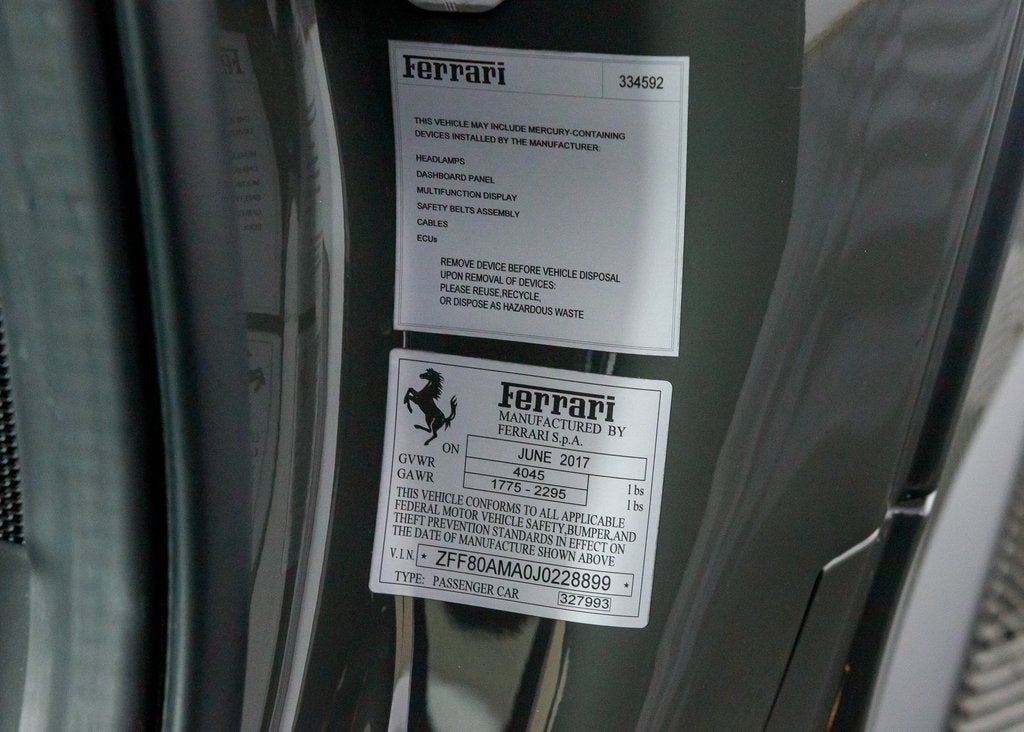 Ferrari 334592
THIS VEHICLE MAY INCLUDE MERCURY-CONTAINING
DEVICES INSTALLED BY THE MANUFACTURER:
HEADLAMPS
DASHBOARD PANEL
MULTIFUNCTION DISPLAY
SAFETY BELTS ASSEMBLY
CABLES
ECUs
REMOVE DEVICE BEFORE VEHICLE DISPOSAL
UPON REMOVAL OF DEVICES:
PLEASE REUSE,RECYCLE,
OR DISPOSE AS HAZARDOUS WASTE
Ferrari
MANUFACTURED BY
FERRARI S.p.A.
ON JUNE 2017
GVWR 4045 lbs
GAWR 1775 - 2295 lbs
THIS VEHICLE CONFORMS TO ALL APPLICABLE
FEDERAL MOTOR VEHICLE SAFETY,BUMPER,AND
THEFT PREVENTION STANDARDS IN EFFECT ON
THE DATE OF MANUFACTURE SHOWN ABOVE
V.I.N. * ZFF80AMA0J0228899 *
TYPE: PASSENGER CAR 327993